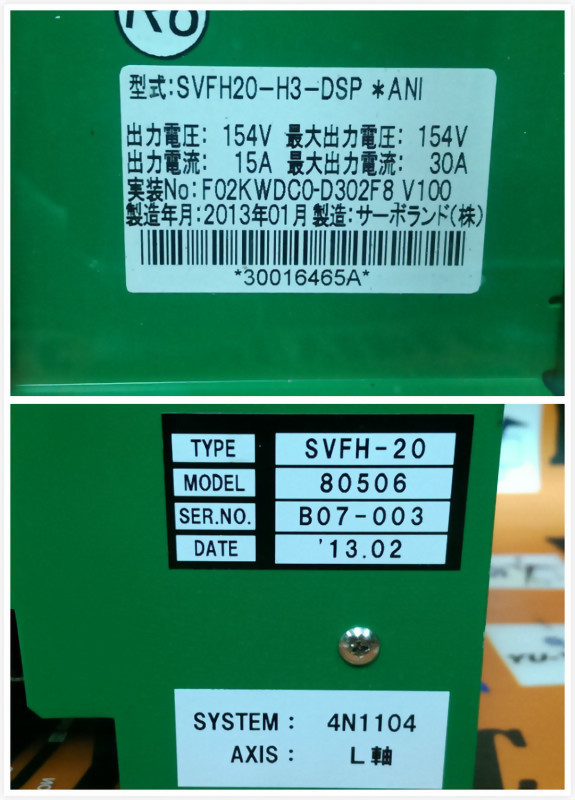 R6
型式:SVFH20-H3-DSP *ANI
出力電圧: 154V 最大出力電圧: 154V
出力電流: 15A 最大出力電流: 30A
実装No: F02KWDC0-D302F8 V100
製造年月:2013年01月 製造:サーボランド(株)
*30016465A*
TYPE SVFH-20
MODEL 80506
SER.NO. B07-003
DATE '13.02
SYSTEM: 4N1104
AXIS: L軸